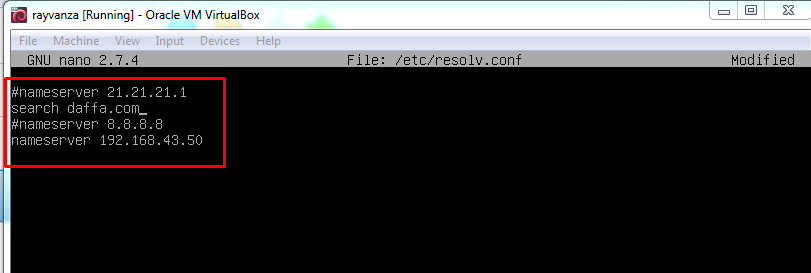 rayvanza [Running] - Oracle VM VirtualBox
File Machine View Input Devices Help
GNU nano 2.7.4 File: /etc/resolv.conf Modified
#nameserver 21.21.21.1
search daffa.com_
#nameserver 8.8.8.8
nameserver 192.168.43.50